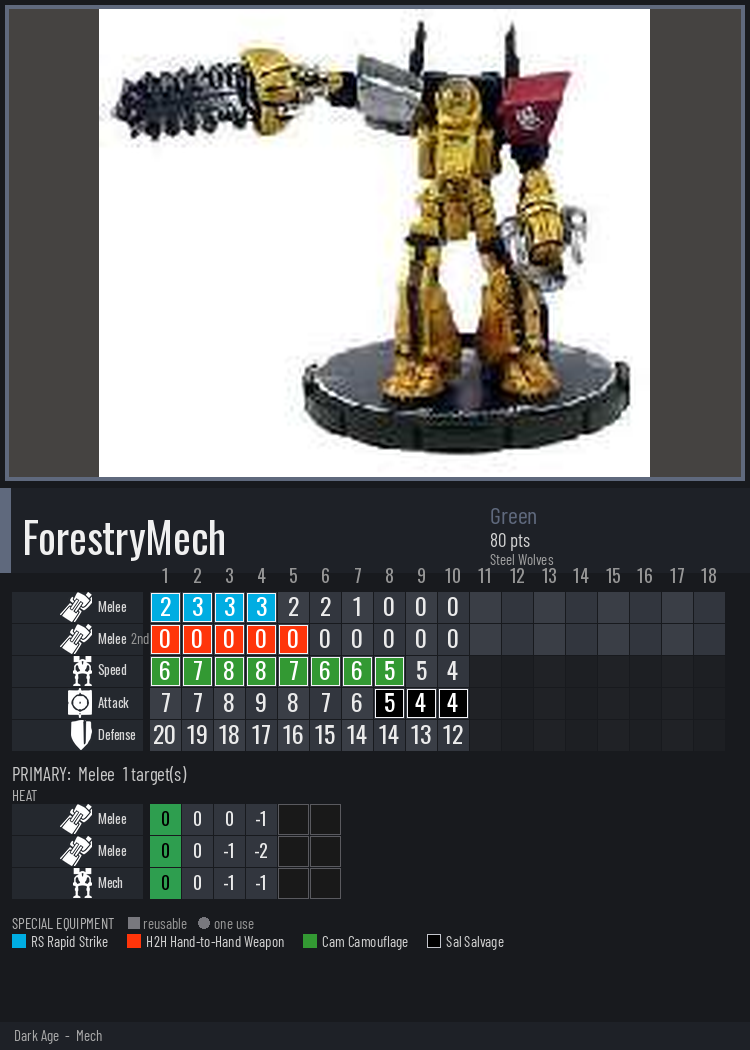 ForestryMech
Green
80 pts
Steel Wolves
1 2 3 4 5 6 7 8 9 10 11 12 13 14 15 16 17 18
Melee 2 3 3 3 2 2 1 0 0 0
Melee 2nd 0 0 0 0 0 0 0 0 0 0
Speed 6 7 8 8 7 6 6 5 5 4
Attack 7 7 8 9 8 7 6 5 4 4
Defense 20 19 18 17 16 15 14 14 13 12
PRIMARY: Melee 1 target(s)
HEAT
Melee 0 0 0 -1
Melee 0 0 -1 -2
Mech 0 0 -1 -1
SPECIAL EQUIPMENT reusable one use
RS Rapid Strike H2H Hand-to-Hand Weapon Cam Camouflage Sal Salvage
Dark Age - Mech